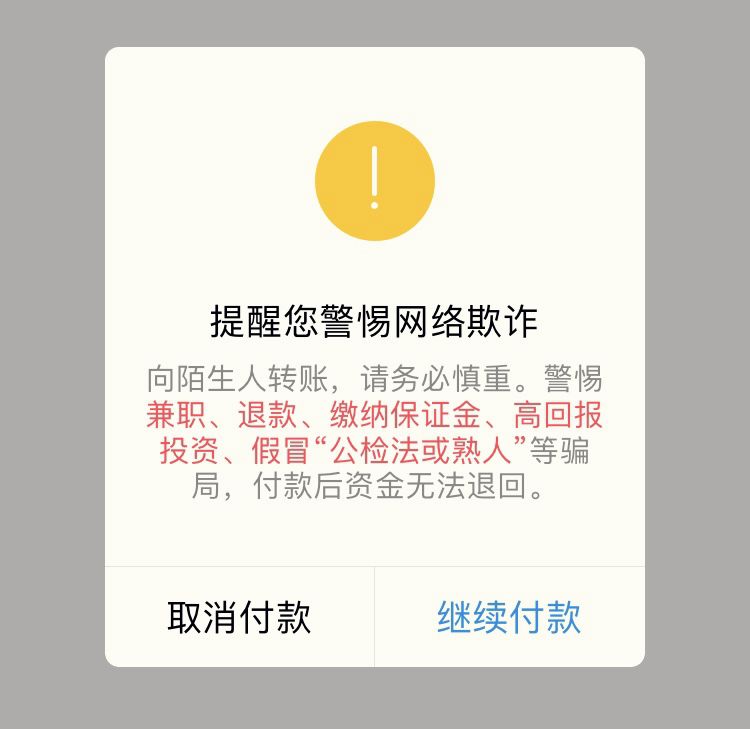 提醒您警惕网络欺诈
向陌生人转账，请务必慎重。警惕
兼职、退款、缴纳保证金、高回报
投资、假冒“公检法或熟人”等骗
局，付款后资金无法退回。
取消付款
继续付款